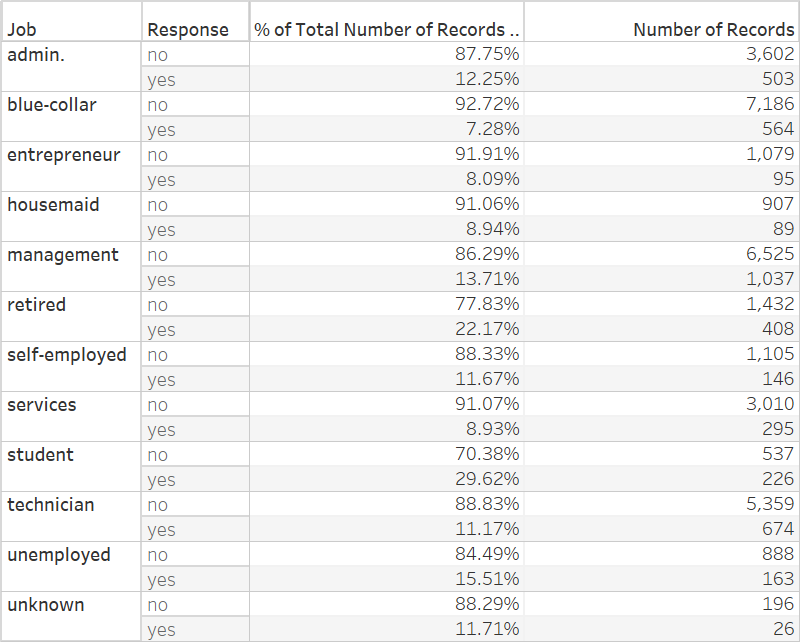 Job Response % of Total Number of Records .. Number of Records
admin. no 87.75% 3,602
yes 12.25% 503
blue-collar no 92.72% 7,186
yes 7.28% 564
entrepreneur no 91.91% 1,079
yes 8.09% 95
housemaid no 91.06% 907
yes 8.94% 89
management no 86.29% 6,525
yes 13.71% 1,037
retired no 77.83% 1,432
yes 22.17% 408
self-employed no 88.33% 1,105
yes 11.67% 146
services no 91.07% 3,010
yes 8.93% 295
student no 70.38% 537
yes 29.62% 226
technician no 88.83% 5,359
yes 11.17% 674
unemployed no 84.49% 888
yes 15.51% 163
unknown no 88.29% 196
yes 11.71% 26